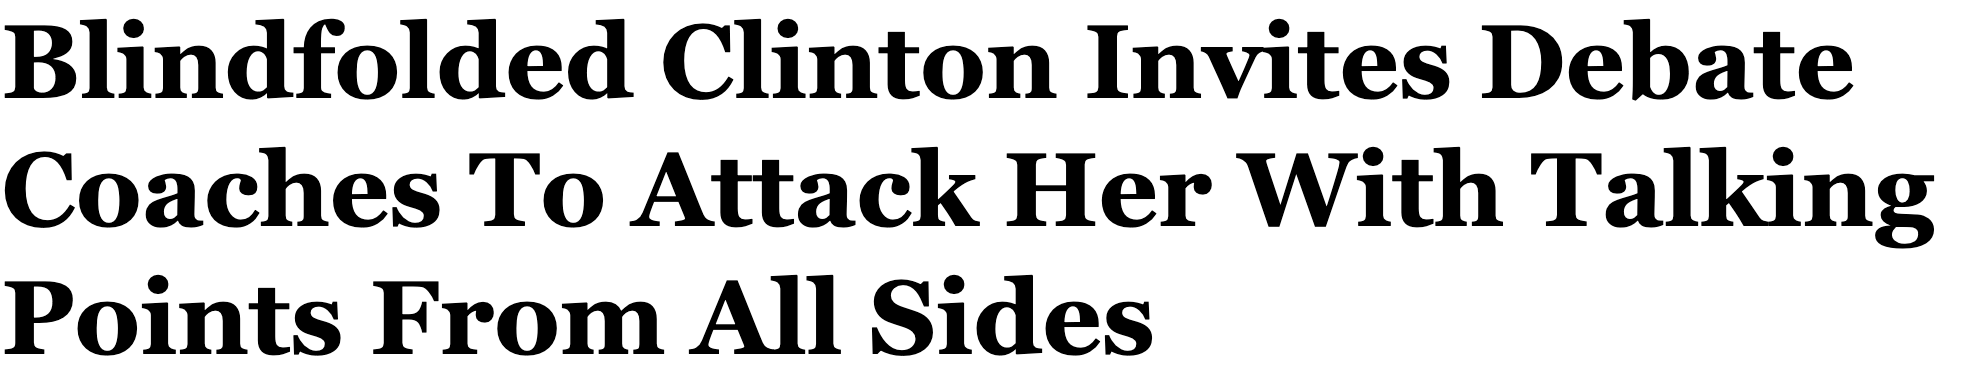 Blindfolded Clinton Invites Debate
Coaches To Attack Her With Talking
Points From All Sides